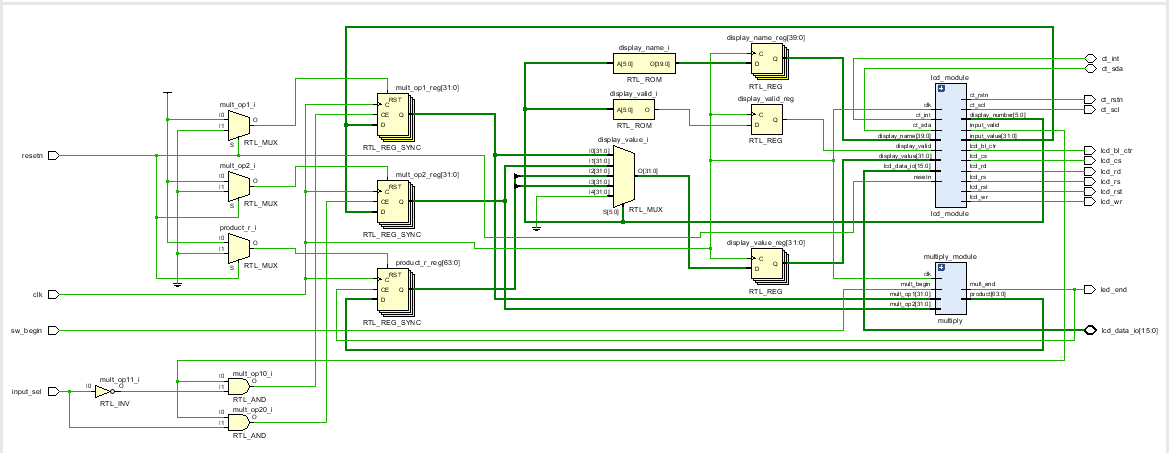 resetn
clk
sw_begin
input_sel
mult_op1_i
I0
I1
O
S
RTL_MUX
mult_op2_i
I0
I1
O
S
RTL_MUX
product_r_i
I0
I1
O
S
RTL_MUX
mult_op11_i
I0
O
RTL_INV
mult_op10_i
I0
I1
O
RTL_AND
mult_op20_i
I0
I1
O
RTL_AND
mult_op1_reg[31:0]
RST
C
CE
D
Q
RTL_REG_SYNC
mult_op2_reg[31:0]
RST
C
CE
D
Q
RTL_REG_SYNC
product_r_reg[63:0]
RST
C
CE
D
Q
RTL_REG_SYNC
display_name_i
A[5:0]
O[39:0]
RTL_ROM
display_valid_i
A[5:0]
O
RTL_ROM
display_value_i
I0[31:0]
I1[31:0]
I2[31:0]
I3[31:0]
I4[31:0]
S[5:0]
O[31:0]
RTL_MUX
display_name_reg[39:0]
C
D
Q
RTL_REG
display_valid_reg
C
D
Q
RTL_REG
display_value_reg[31:0]
C
D
Q
RTL_REG
lcd_module
clk
ct_int
ct_sda
display_name[39:0]
display_valid
display_value[31:0]
lcd_data_io[15:0]
resetn
ct_rstn
ct_scl
display_number[5:0]
input_valid
input_value[31:0]
lcd_bl_ctr
lcd_cs
lcd_rd
lcd_rs
lcd_rst
lcd_wr
lcd_module
multiply_module
clk
mult_begin
mult_op1[31:0]
mult_op2[31:0]
mult_end
product[63:0]
multiply
ct_int
ct_sda
ct_rstn
ct_scl
lcd_bl_ctr
lcd_cs
lcd_rd
lcd_rs
lcd_rst
lcd_wr
led_end
lcd_data_io[15:0]